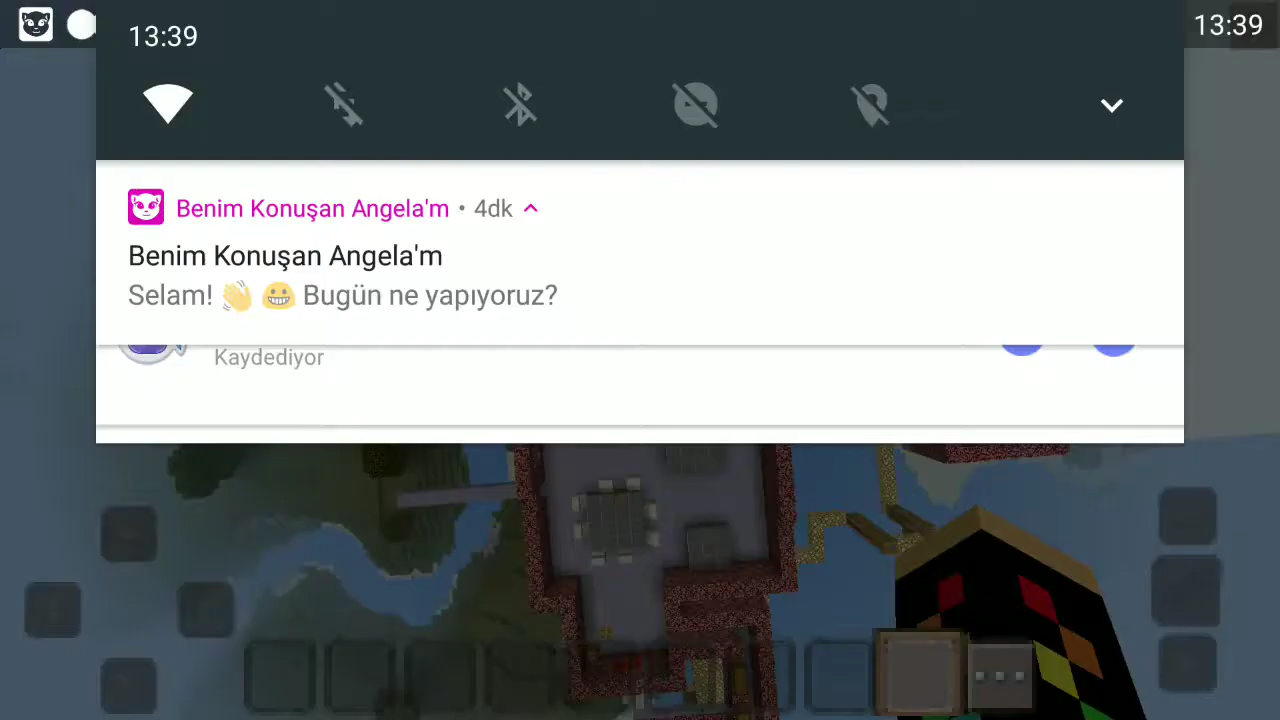 13:39
13:39
Benim Konuşan Angela'm • 4dk
Benim Konuşan Angela'm
Selam! 👋 😀 Bugün ne yapıyoruz?
Kaydediyor